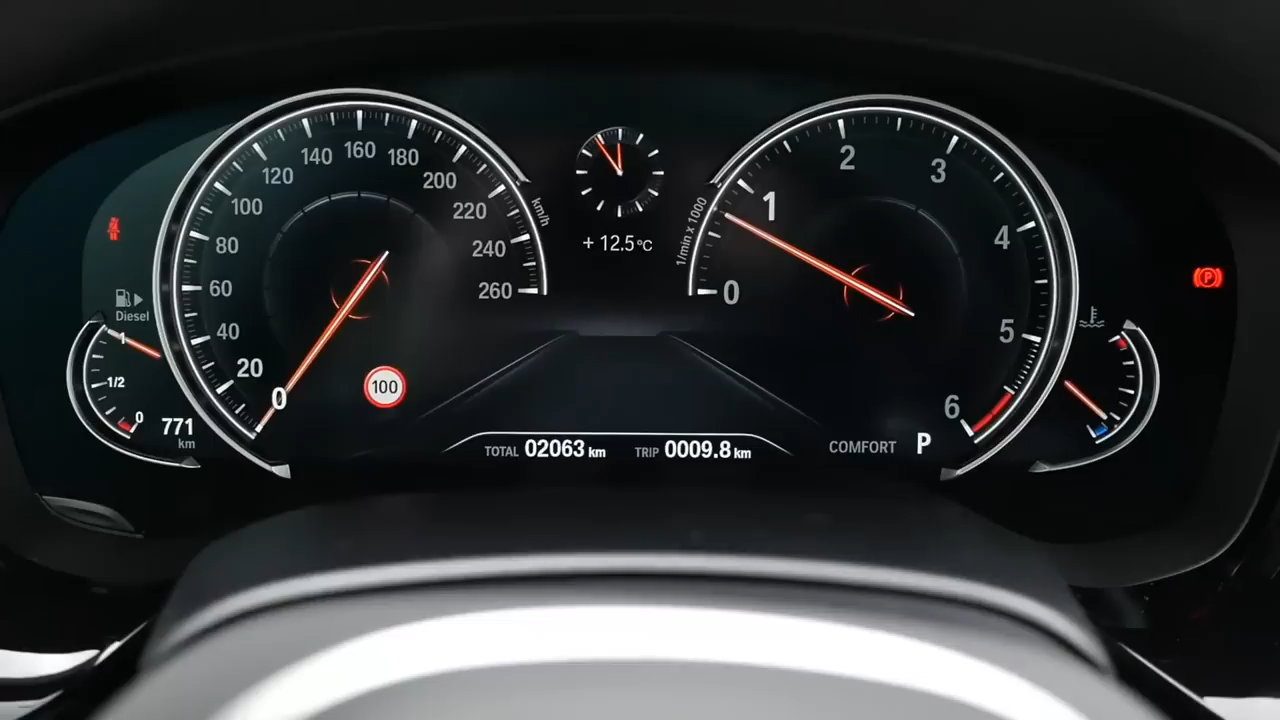 160
140 180
120 200
100 220
80 240
60 260
40
20
0
km/h
100
+ 12.5°C
1/min x 1000
0
1
2
3
4
5
6
Diesel
1
1/2
0
771
km
TOTAL 02063 km TRIP 0009.8 km
COMFORT P
(P)